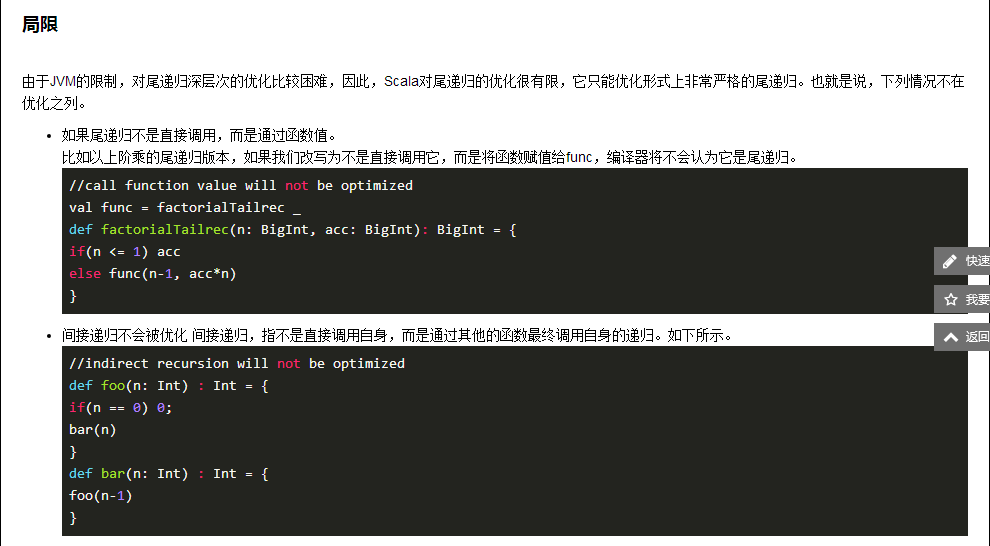 局限
由于JVM的限制，对尾递归深层次的优化比较困难，因此，Scala对尾递归的优化很有限，它只能优化形式上非常严格的尾递归。也就是说，下列情况不在
优化之列。
• 如果尾递归不是直接调用，而是通过函数值。
比如以上阶乘的尾递归版本，如果我们改写为不是直接调用它，而是将函数赋值给func，编译器将不会认为它是尾递归。
//call function value will not be optimized
val func = factorialTailrec _
def factorialTailrec(n: BigInt, acc: BigInt): BigInt = {
if(n <= 1) acc
else func(n-1, acc*n)
}
快速
我要
返回
• 间接递归不会被优化 间接递归，指不是直接调用自身，而是通过其他的函数最终调用自身的递归。如下所示。
//indirect recursion will not be optimized
def foo(n: Int) : Int = {
if(n == 0) 0;
bar(n)
}
def bar(n: Int) : Int = {
foo(n-1)
}